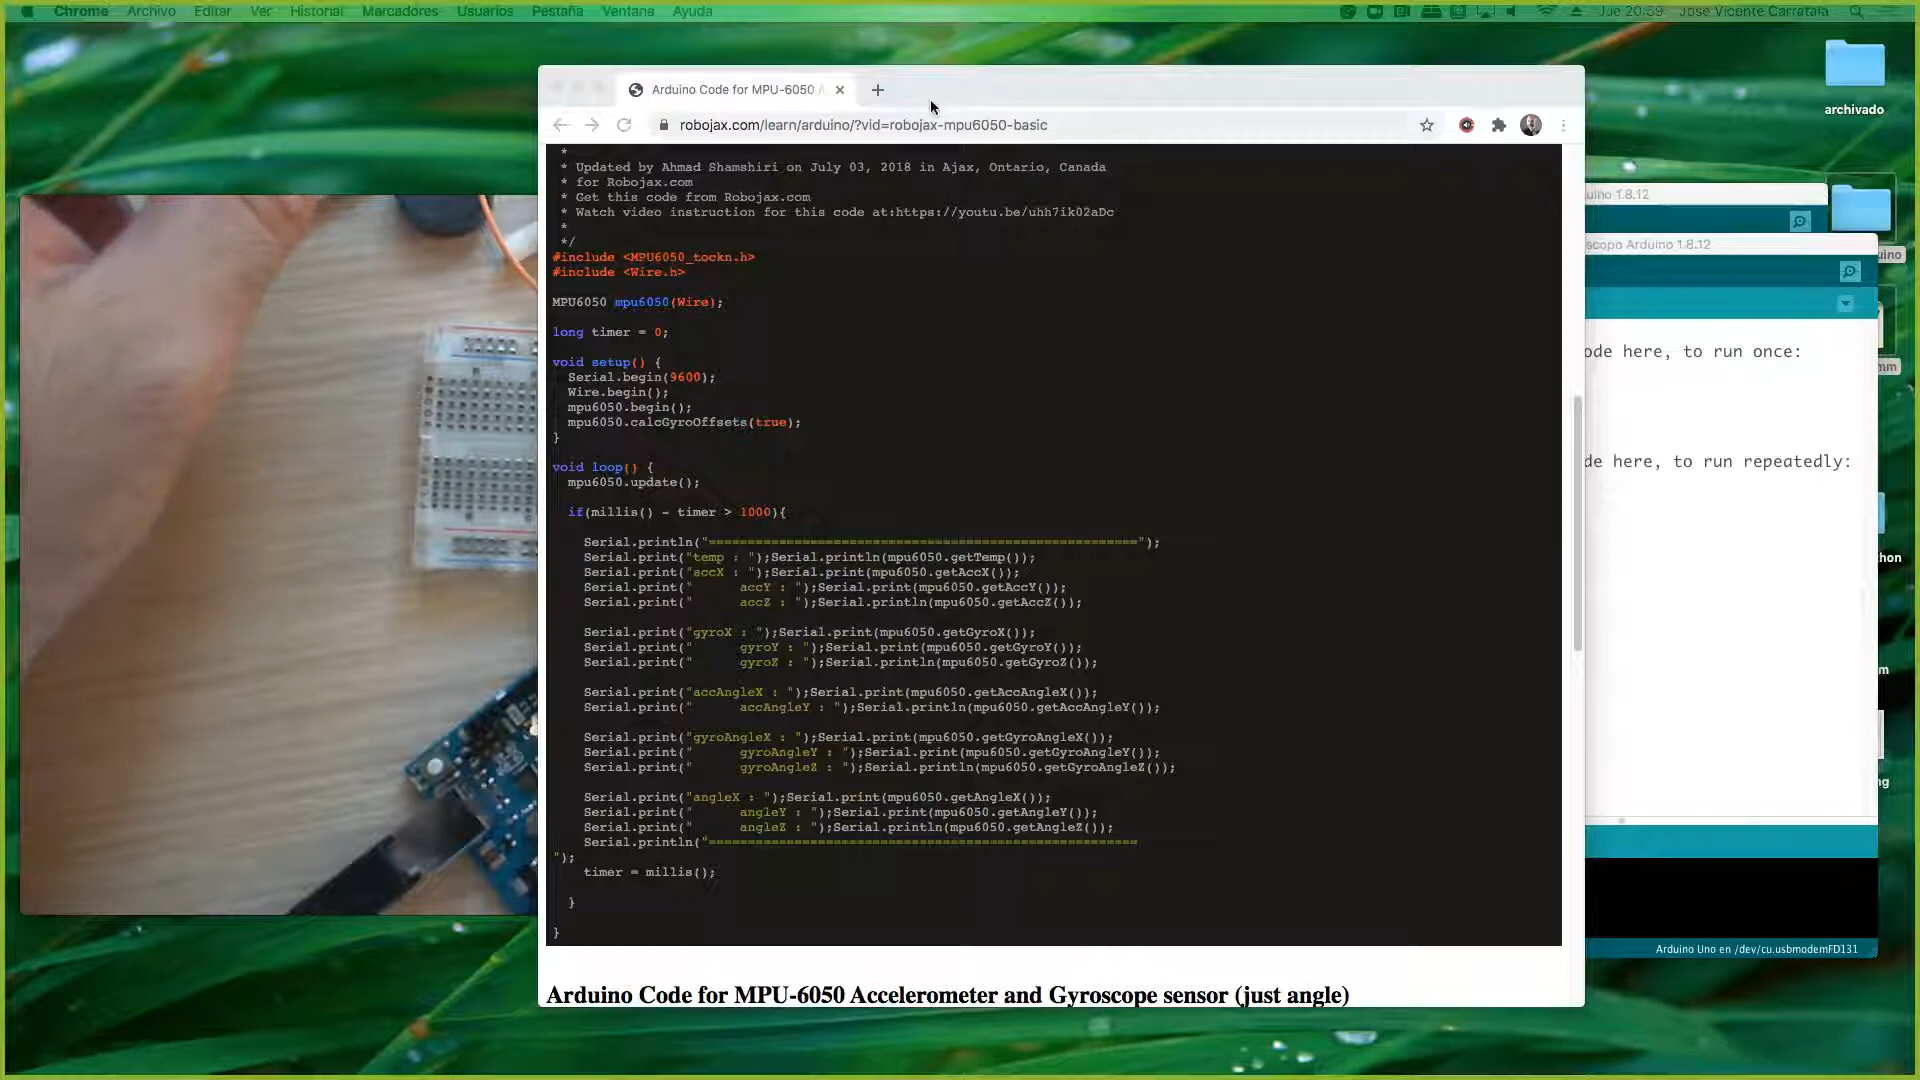 Chrome Archivo Editar Ver Historial Marcadores Usuarios Pestaña Ventana Ayuda Jue 20:59 Jose Vicente Carratala
archivado
Arduino Code for MPU-6050 A
robojax.com/learn/arduino/?vid=robojax-mpu6050-basic
*
* Updated by Ahmad Shamshiri on July 03, 2018 in Ajax, Ontario, Canada
* for Robojax.com
* Get this code from Robojax.com
* Watch video instruction for this code at:https://youtu.be/uhh7ik02aDc
*
*/
#include <MPU6050_tockn.h>
#include <Wire.h>
MPU6050 mpu6050(Wire);
long timer = 0;
void setup() {
Serial.begin(9600);
Wire.begin();
mpu6050.begin();
mpu6050.calcGyroOffsets(true);
}
void loop() {
mpu6050.update();
if(millis() - timer > 1000){
Serial.println("=======================================================");
Serial.print("temp : ");Serial.println(mpu6050.getTemp());
Serial.print("accX : ");Serial.print(mpu6050.getAccX());
Serial.print("      accY : ");Serial.print(mpu6050.getAccY());
Serial.print("      accZ : ");Serial.println(mpu6050.getAccZ());
Serial.print("gyroX : ");Serial.print(mpu6050.getGyroX());
Serial.print("      gyroY : ");Serial.print(mpu6050.getGyroY());
Serial.print("      gyroZ : ");Serial.println(mpu6050.getGyroZ());
Serial.print("accAngleX : ");Serial.print(mpu6050.getAccAngleX());
Serial.print("      accAngleY : ");Serial.println(mpu6050.getAccAngleY());
Serial.print("gyroAngleX : ");Serial.print(mpu6050.getGyroAngleX());
Serial.print("      gyroAngleY : ");Serial.print(mpu6050.getGyroAngleY());
Serial.print("      gyroAngleZ : ");Serial.println(mpu6050.getGyroAngleZ());
Serial.print("angleX : ");Serial.print(mpu6050.getAngleX());
Serial.print("      angleY : ");Serial.print(mpu6050.getAngleY());
Serial.print("      angleZ : ");Serial.println(mpu6050.getAngleZ());
Serial.println("=======================================================
");
timer = millis();
}
}
Arduino Code for MPU-6050 Accelerometer and Gyroscope sensor (just angle)
uino 1.8.12
scopo Arduino 1.8.12
uino
ode here, to run once:
mm
de here, to run repeatedly:
hon
m
ng
Arduino Uno en /dev/cu.usbmodemFD131